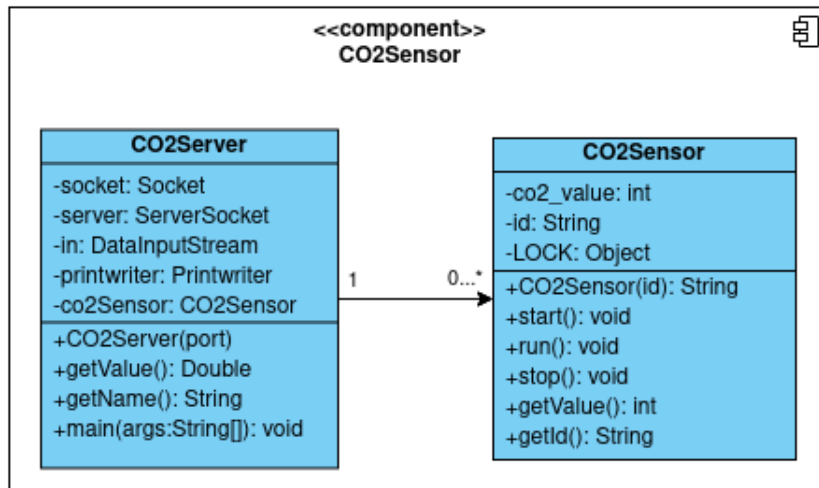 <<component>>
CO2Sensor
CO2Server
-socket: Socket
-server: ServerSocket
-in: DataInputStream
-printwriter: Printwriter
-co2Sensor: CO2Sensor
+CO2Server(port)
+getValue(): Double
+getName(): String
+main(args:String[]): void
1
0...*
CO2Sensor
-co2_value: int
-id: String
-LOCK: Object
+CO2Sensor(id): String
+start(): void
+run(): void
+stop(): void
+getValue(): int
+getId(): String